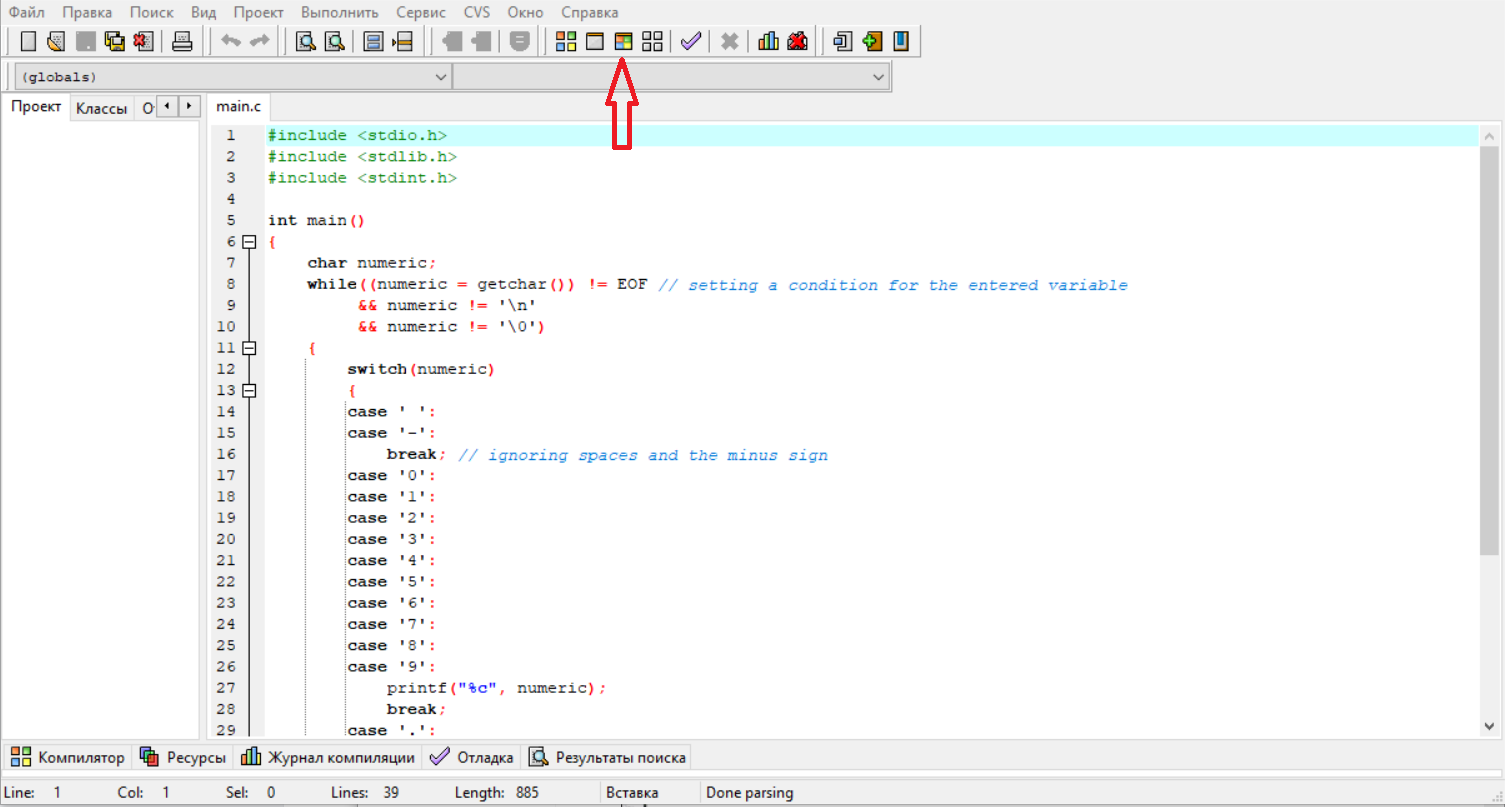 Файл Правка Поиск Вид Проект Выполнить Сервис CVS Окно Справка
(globals)
Проект Классы О main.c
1 #include <stdio.h>
2 #include <stdlib.h>
3 #include <stdint.h>
4
5 int main()
6 {
7 char numeric;
8 while((numeric = getchar()) != EOF // setting a condition for the entered variable
9 && numeric != '\n'
10 && numeric != '\0')
11 {
12 switch(numeric)
13 {
14 case ' ':
15 case '-':
16 break; // ignoring spaces and the minus sign
17 case '0':
18 case '1':
19 case '2':
20 case '3':
21 case '4':
22 case '5':
23 case '6':
24 case '7':
25 case '8':
26 case '9':
27 printf("%c", numeric);
28 break;
29 case '.':
Компилятор Ресурсы Журнал компиляции Отладка Результаты поиска
Line: 1 Col: 1 Sel: 0 Lines: 39 Length: 885 Вставка Done parsing